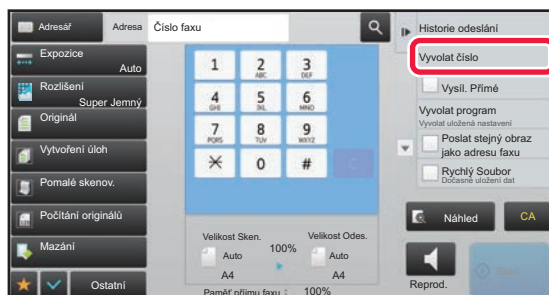 Adresář
Adresa
Číslo faxu
Expozice
Auto
Rozlišení
Super Jemný
Originál
Vytvoření úloh
Pomalé skenov.
Počítání originálů
Mazání
Ostatní
1
2
ABC
3
DEF
4
GHI
5
JKL
6
MNO
7
PQRS
8
TUV
9
WXYZ
0
#
C
Velikost Sken.
100%
Velikost Odes.
Auto
A4
Auto
A4
Paměť příjmu faxu : 100%
Historie odeslání
Vyvolat číslo
Vysíl. Přímé
Vyvolat program
Vyvolat uložená nastavení
Poslat stejný obraz
jako adresu faxu
Rychlý Soubor
Dočasné uložení dat
Náhled
CA
Reprod.
Start